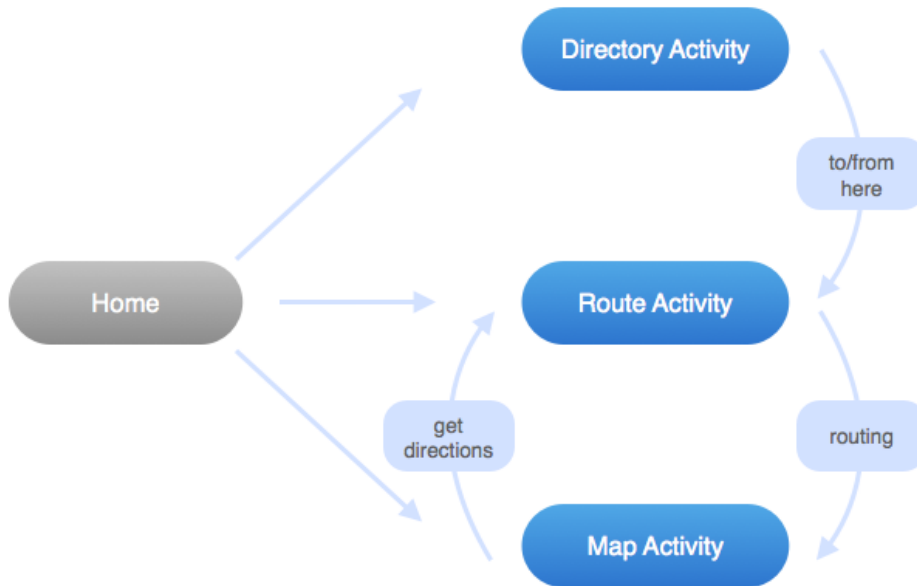 Directory Activity
to/from
here
Home
Route Activity
get
directions
routing
Map Activity